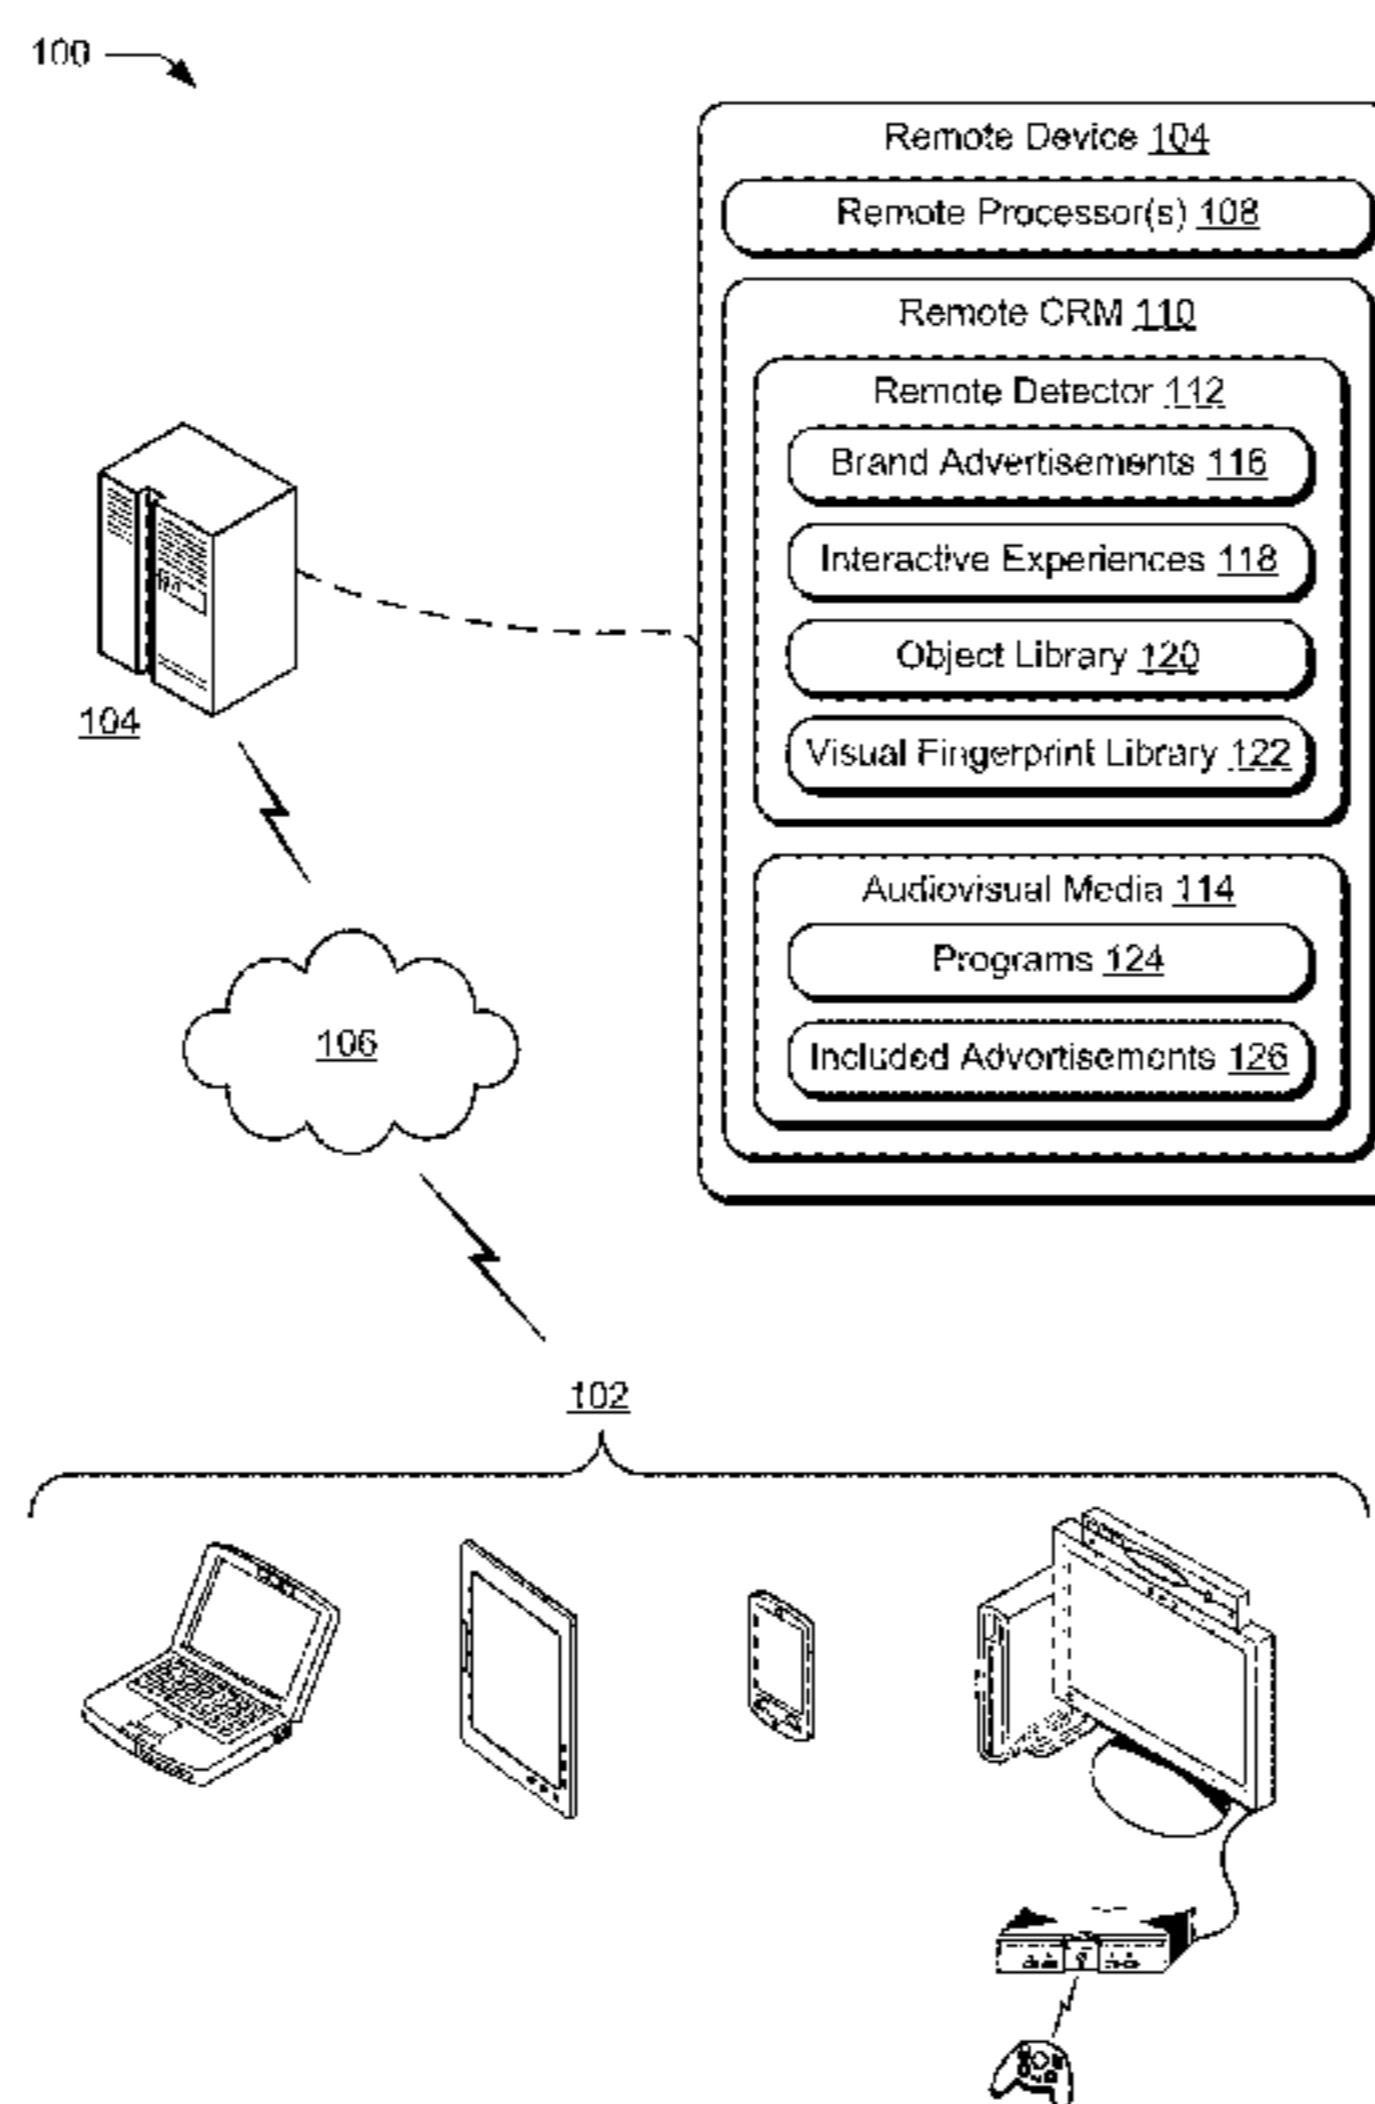 100
Remote Device 104
Remote Processor(s) 108
Remote CRM 110
Remote Detector 112
Brand Advertisements 116
Interactive Experiences 118
Object Library 120
Visual Fingerprint Library 122
104
Audiovisual Media 114
Programs 124
106
Included Advertisements 126
102